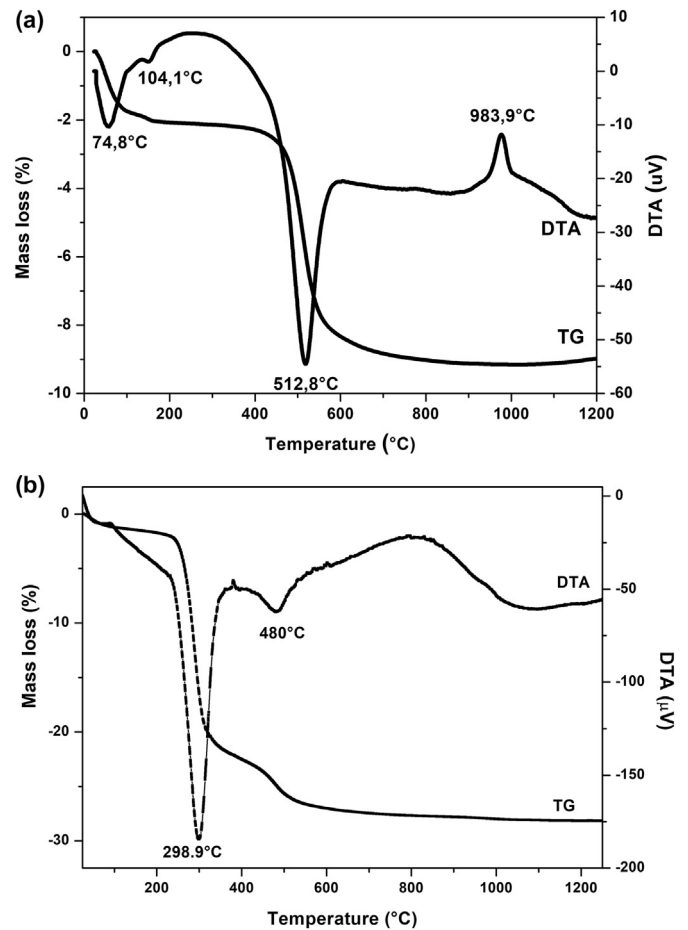 (a)
10
0
0
104,1°C
983,9°C
-2
-10
74,8°C
-20
-4
DTA
-30
-6
-40
-8
TG
-50
512,8°C
-10
-60
0
200
400
600
800
1000
1200
Mass loss (%)
DTA (uV)
Temperature (°C)
(b)
0
0
DTA
-50
-10
480°C
-100
-20
-150
TG
-30
298.9°C
-200
200
400
600
800
1000
1200
Mass loss (%)
DTA (µV)
Temperature (°C)